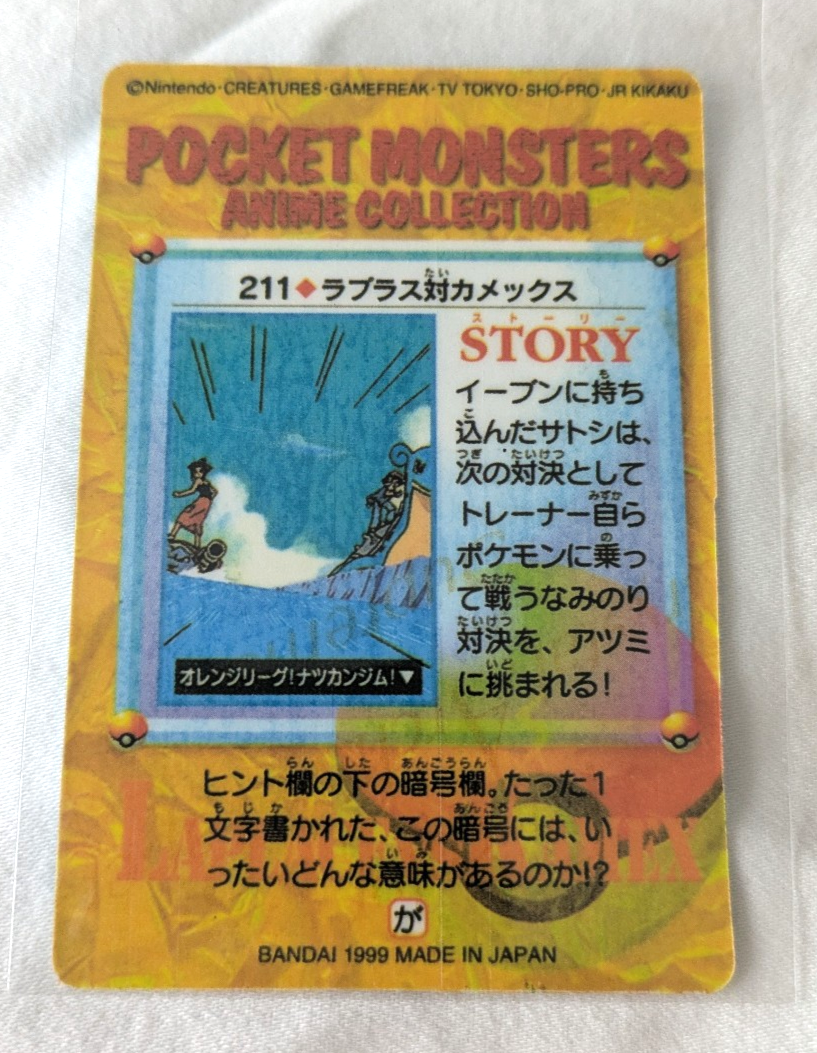 ©Nintendo·CREATURES·GAMEFREAK·TV TOKYO·SHO-PRO·JR KIKAKU
POCKET MONSTERS
ANIME COLLECTION
211◆ラプラス対カメックス
ストーリー
STORY
イーブンに持ち
込んだサトシは、
次の対決として
トレーナー自ら
ポケモンに乗っ
て戦うなみのり
対決を、アツミ
に挑まれる!
オレンジリーグ!ナツカンジム!▼
ヒント欄の下の暗号欄。たった1
文字書かれた、この暗号には、い
ったいどんな意味があるのか!?
が
BANDAI 1999 MADE IN JAPAN